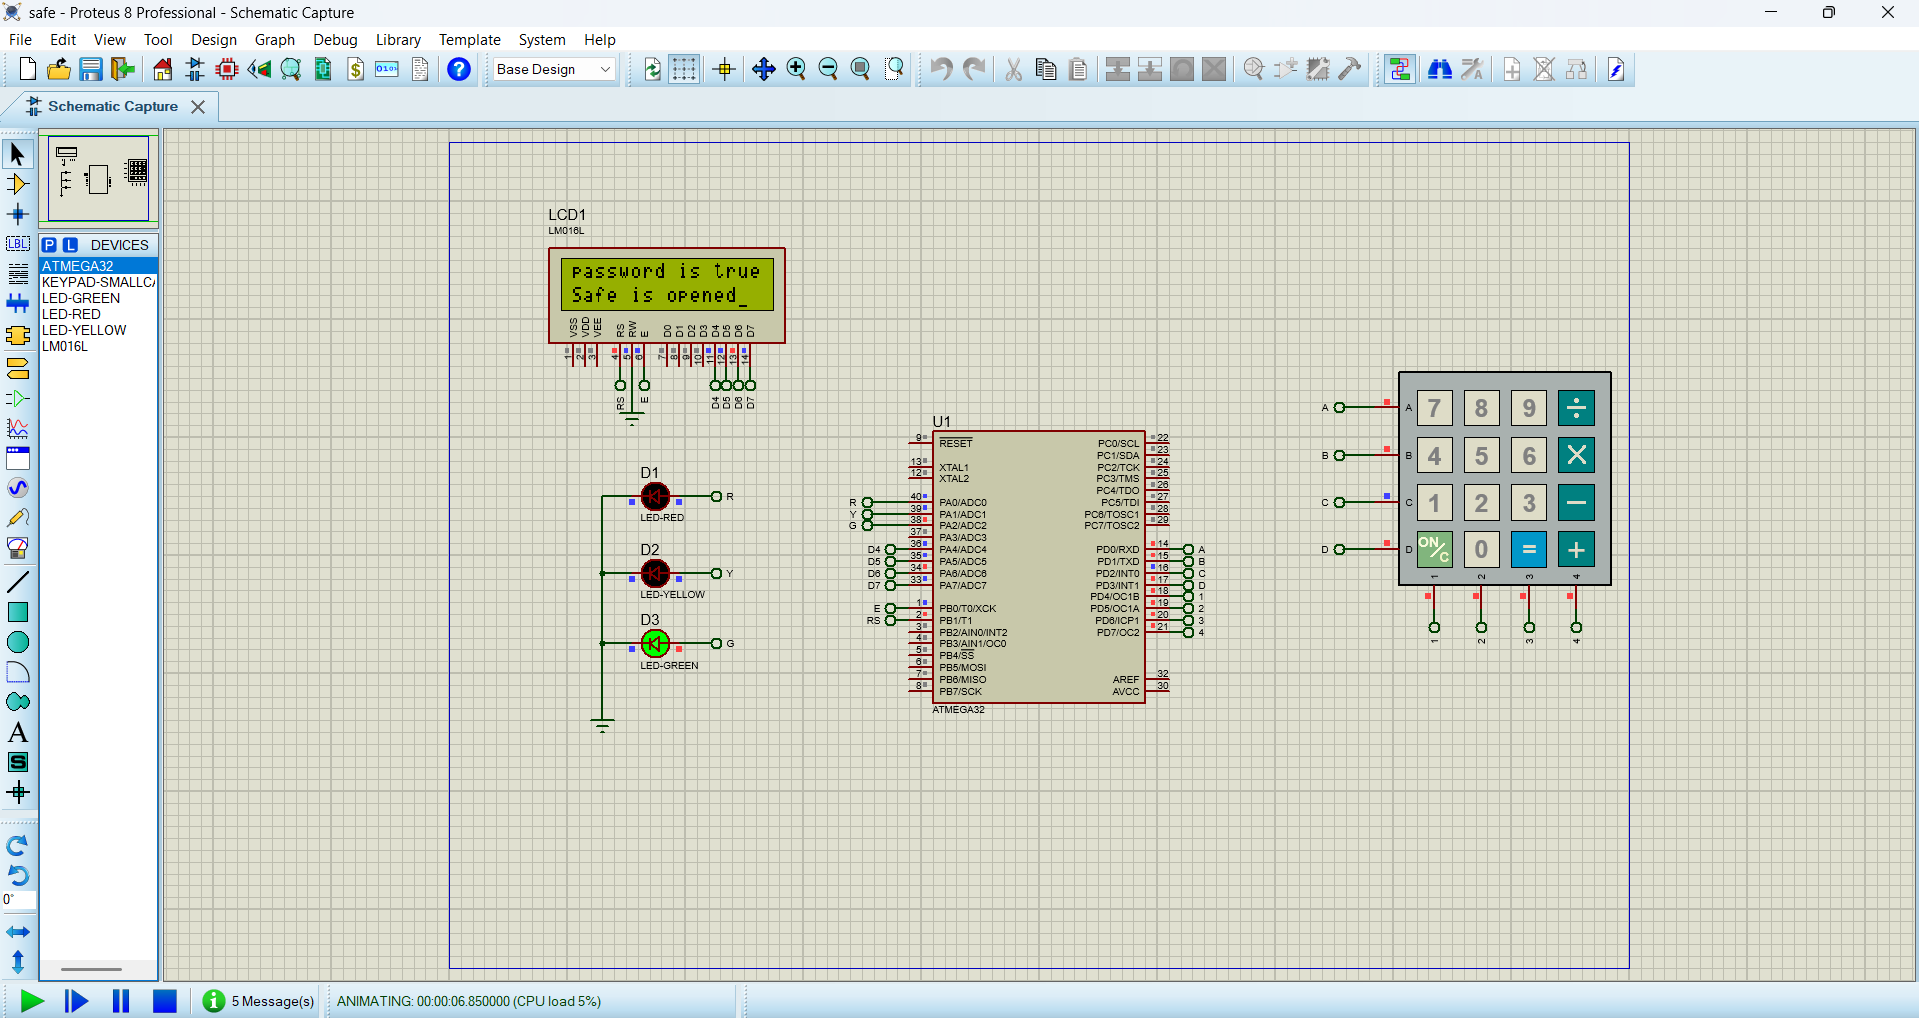 safe - Proteus 8 Professional - Schematic Capture
File Edit View Tool Design Graph Debug Library Template System Help
Base Design
Schematic Capture
P L DEVICES
ATMEGA32
KEYPAD-SMALLCA
LED-GREEN
LED-RED
LED-YELLOW
LM016L
LBL
0°
LCD1
LM016L
Password is true
Safe is opened_
VSS VDD VEE RS RW E D0 D1 D2 D3 D4 D5 D6 D7
1 2 3 4 5 6 7 8 9 10 11 12 13 14
RS E D4 D5 D6 D7
D1
R
LED-RED
D2
Y
LED-YELLOW
D3
G
LED-GREEN
U1
9 RESET PC0/SCL 22
PC1/SDA 23
13 XTAL1 PC2/TCK 24
12 XTAL2 PC3/TMS 25
PC4/TDO 26
R 40 PA0/ADC0 PC5/TDI 27
Y 39 PA1/ADC1 PC6/TOSC1 28
G 38 PA2/ADC2 PC7/TOSC2 29
37 PA3/ADC3
D4 36 PA4/ADC4 PD0/RXD 14 A
D5 35 PA5/ADC5 PD1/TXD 15 B
D6 34 PA6/ADC6 PD2/INT0 16 C
D7 33 PA7/ADC7 PD3/INT1 17 D
PD4/OC1B 18 1
E 1 PB0/T0/XCK PD5/OC1A 19 2
RS 2 PB1/T1 PD6/ICP1 20 3
3 PB2/AIN0/INT2 PD7/OC2 21 4
4 PB3/AIN1/OC0
5 PB4/SS
6 PB5/MOSI
7 PB6/MISO AREF 32
8 PB7/SCK AVCC 30
ATMEGA32
A A 7 8 9 ÷
B B 4 5 6 ×
C C 1 2 3 −
D D ON/C 0 = +
1 2 3 4
1 2 3 4
5 Message(s) ANIMATING: 00:00:06.850000 (CPU load 5%)